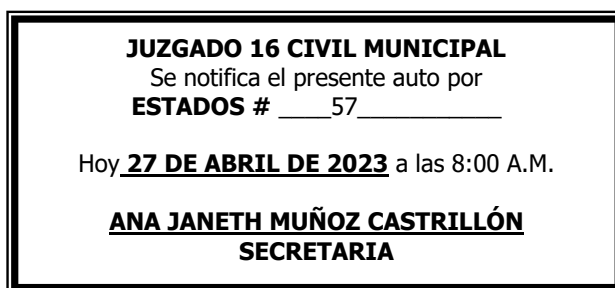 JUZGADO 16 CIVIL MUNICIPAL
Se notifica el presente auto por
ESTADOS # ____57___________
Hoy 27 DE ABRIL DE 2023 a las 8:00 A.M.
ANA JANETH MUÑOZ CASTRILLÓN
SECRETARIA